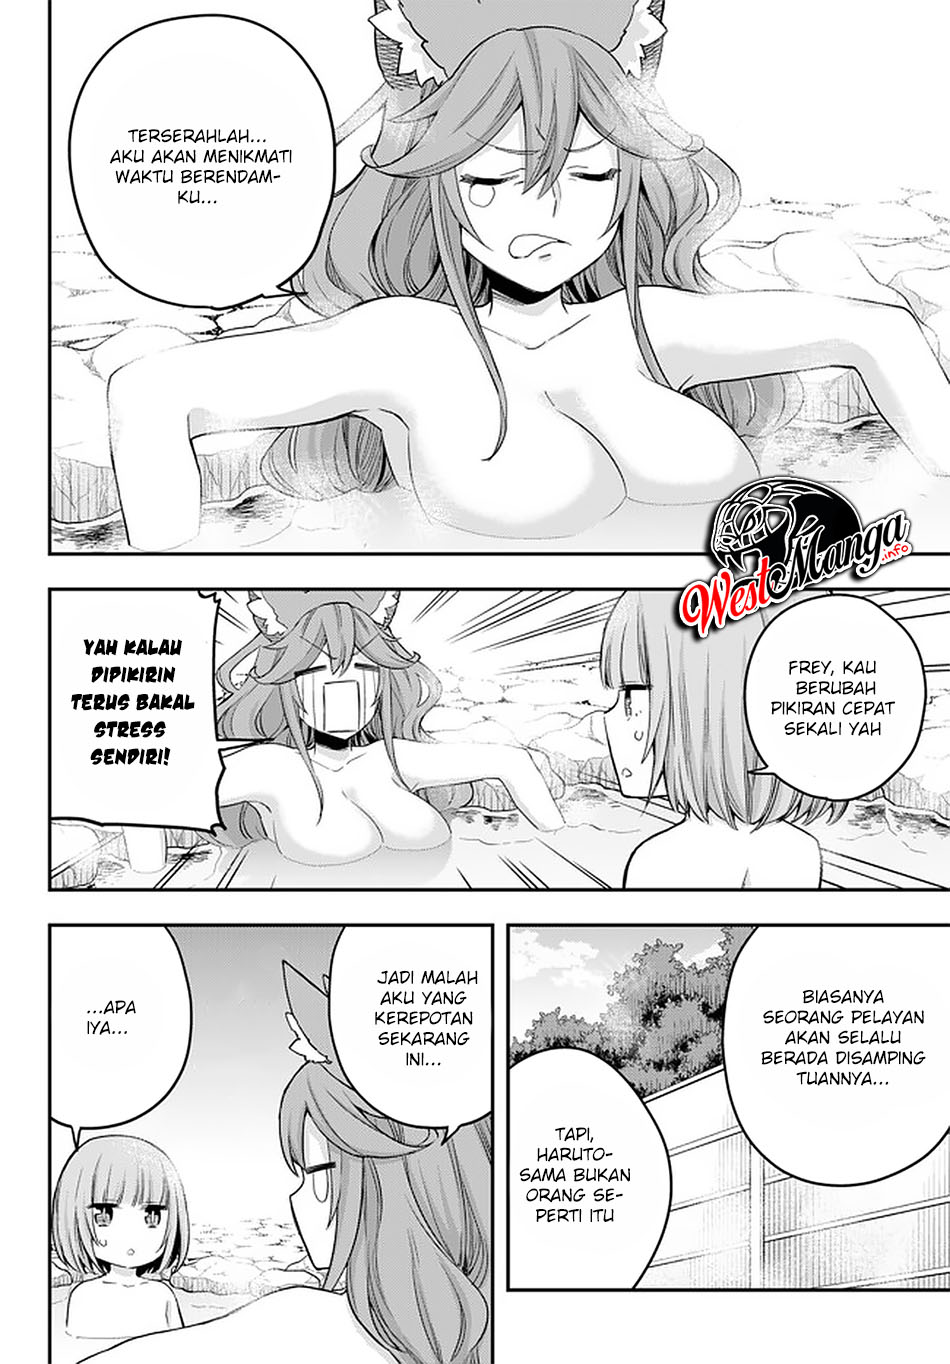 TERSERAHLAH...
AKU AKAN MENIKMATI
WAKTU BERENDAM-
KU...
FREY, KAU
BERUBAH
PIKIRAN CEPAT
SEKALI YAH
YAH KALAU
DIPIKIRIN
TERUS BAKAL
STRESS
SENDIRI!
BIASANYA
SEORANG PELAYAN
AKAN SELALU
BERADA DISAMPING
TUANNYA...
TAPI,
HARUTO-
SAMA BUKAN
ORANG SE-
PERTI ITU
JADI MALAH
AKU YANG
KEREPOTAN
SEKARANG
INI...
...APA
IYA...
WestManga
.info